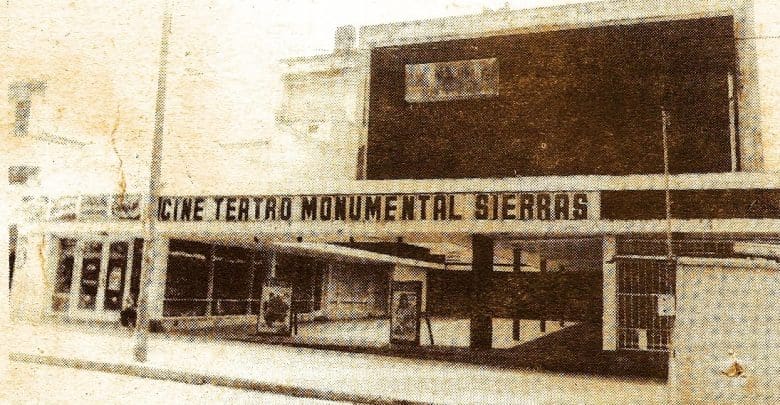 CINE TEATRO MONUMENTAL SIERRAS